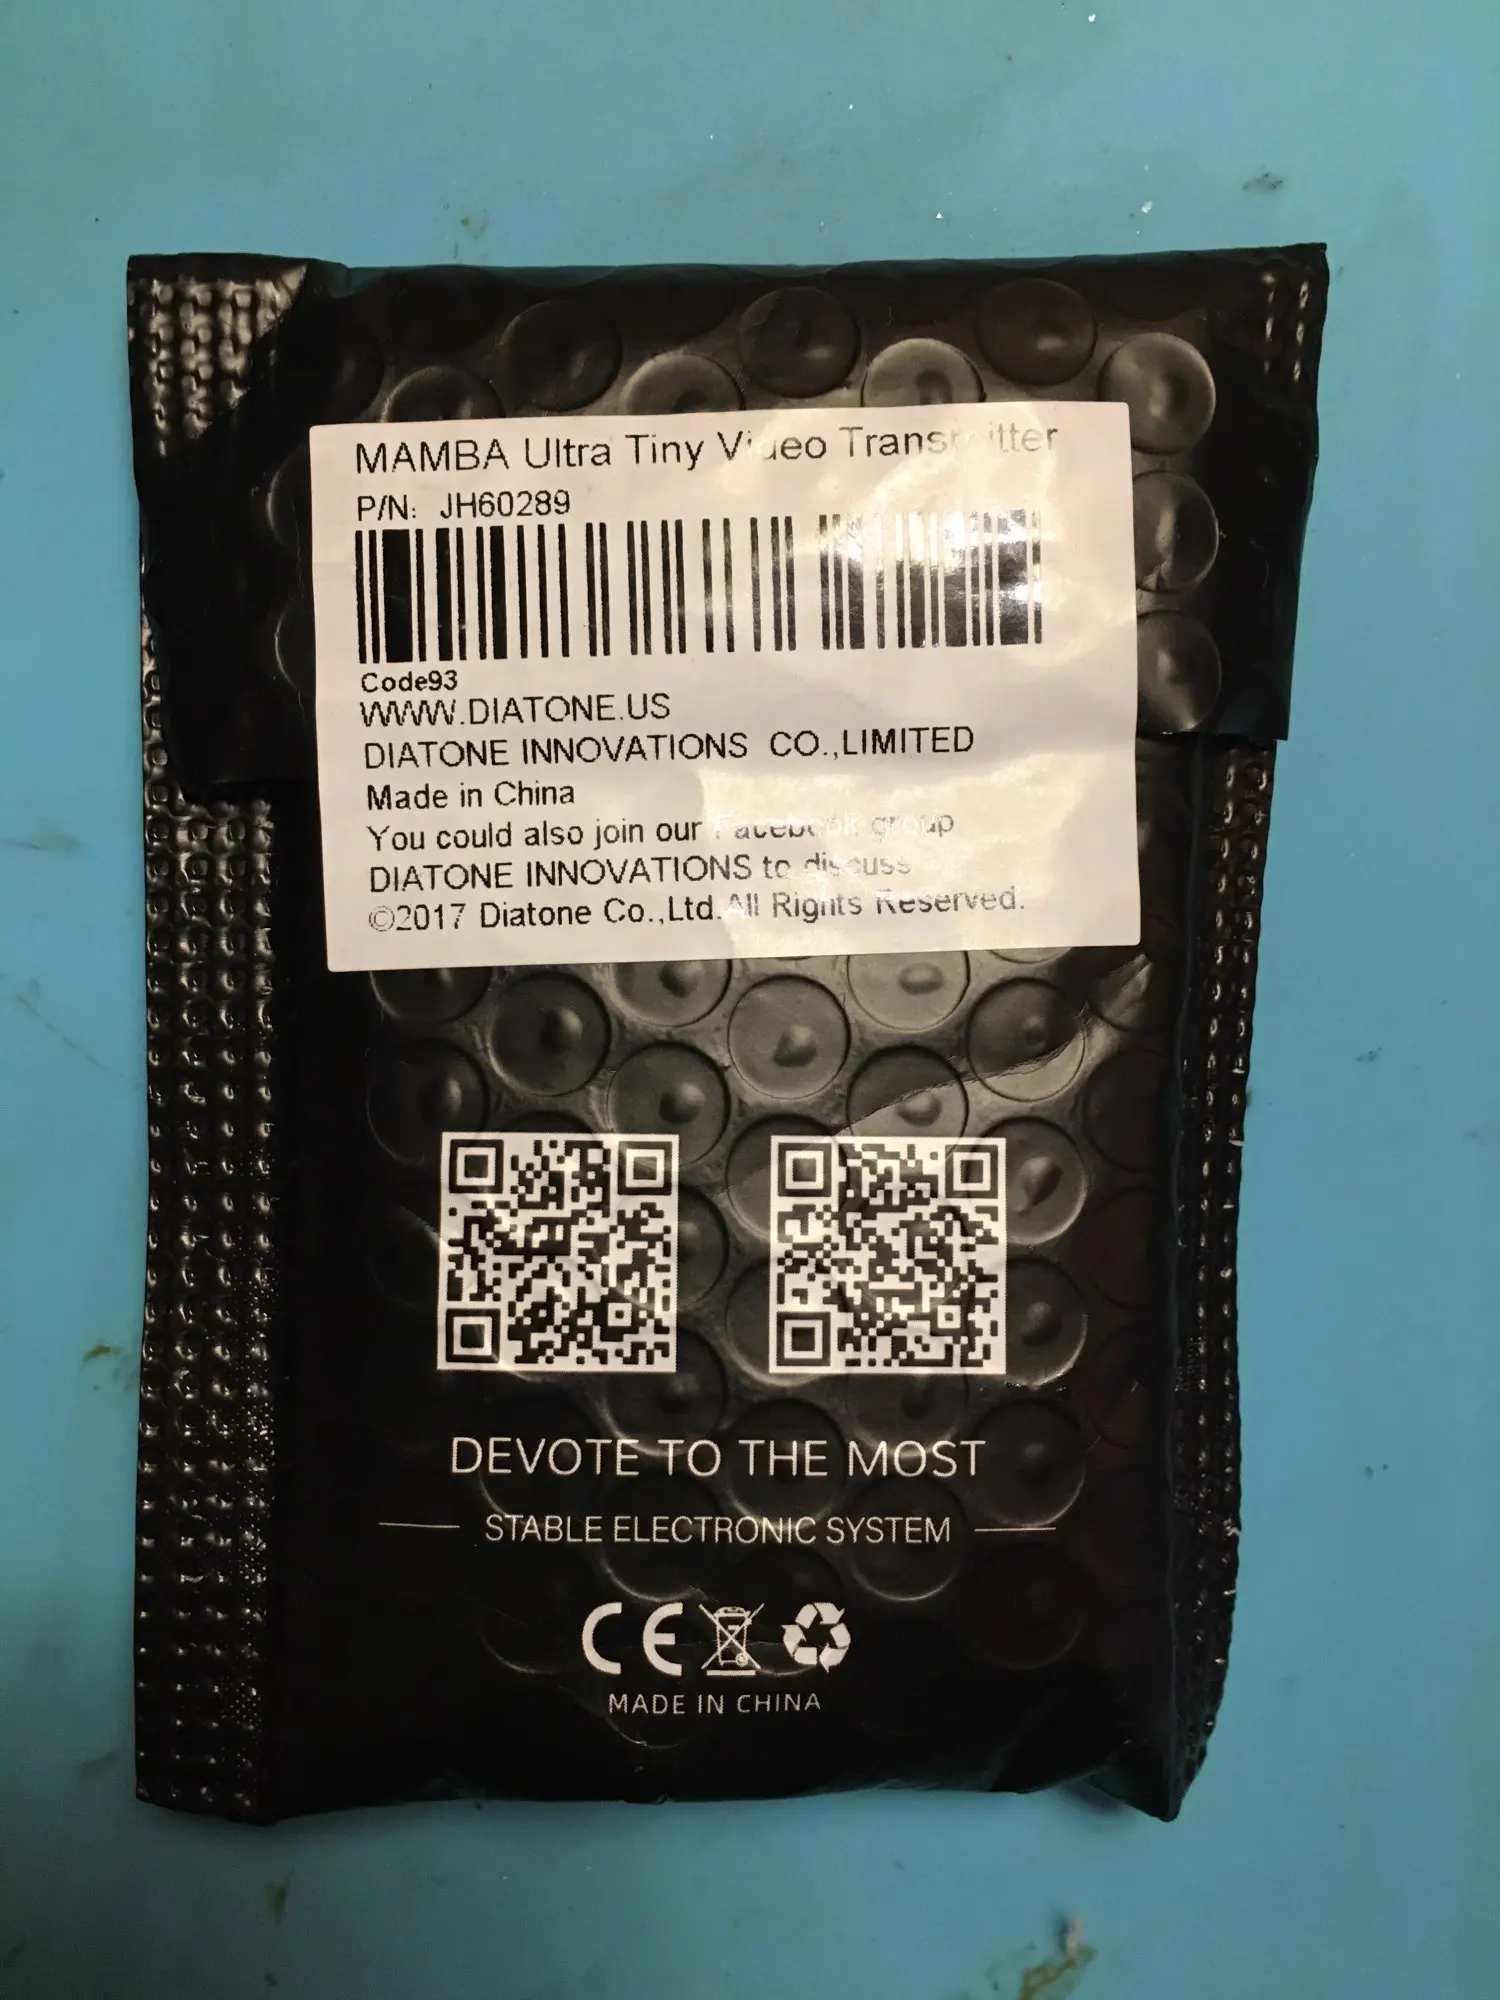 MAMBA Ultra Tiny Video Transmitter
P/N: JH60289
Code93
WWW.DIATONE.US
DIATONE INNOVATIONS CO.,LIMITED
Made in China
You could also join our Facebook group
DIATONE INNOVATIONS to discuss
©2017 Diatone Co.,Ltd.All Rights Reserved.
DEVOTE TO THE MOST
STABLE ELECTRONIC SYSTEM
CE
MADE IN CHINA